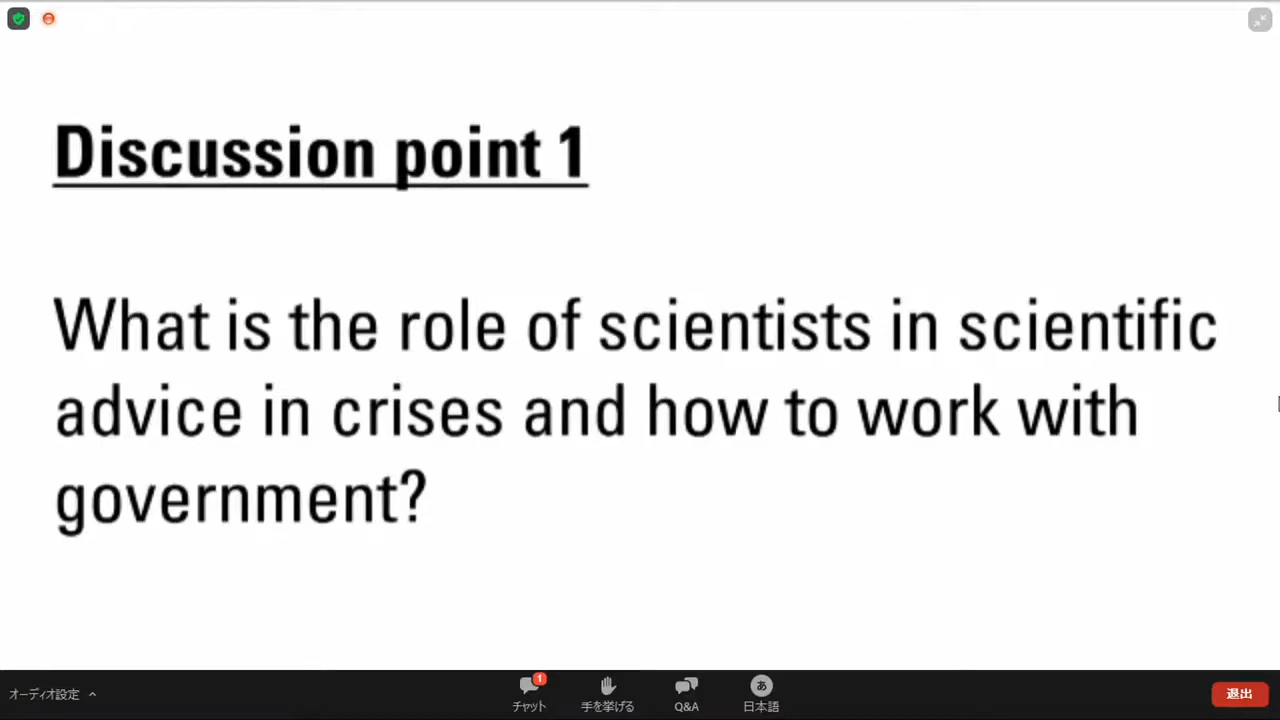 Discussion point 1
What is the role of scientists in scientific
advice in crises and how to work with
government?
オーディオ設定
1
チャット
手を挙げる
Q&A
あ
日本語
退出